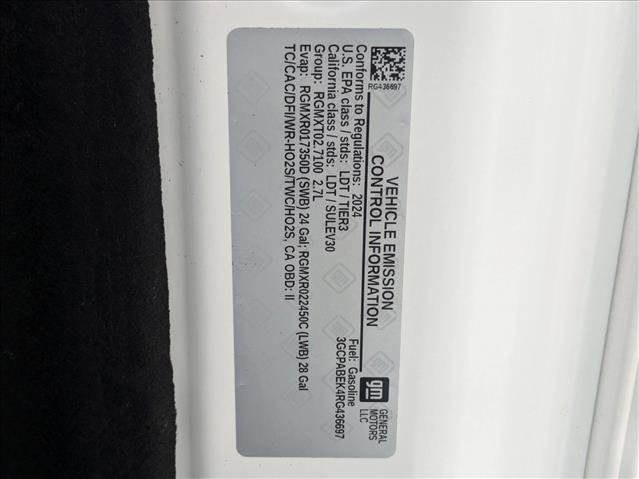 RG436697
VEHICLE EMISSION
CONTROL INFORMATION
gm
GENERAL
MOTORS
LLC
Fuel: Gasoline
3GCPABEK4RG436697
Conforms to Regulations: 2024
U.S. EPA class / stds: LDT / TIER3
California class / stds: LDT / SULEV30
Group: RGMXT02.7100 2.7L
Evap: RGMXR017350D (SWB) 24 Gal; RGMXR022450C (LWB) 28 Gal
TC/CAC/DFI/WR-HO2S/TWC/HO2S, CA OBD: II